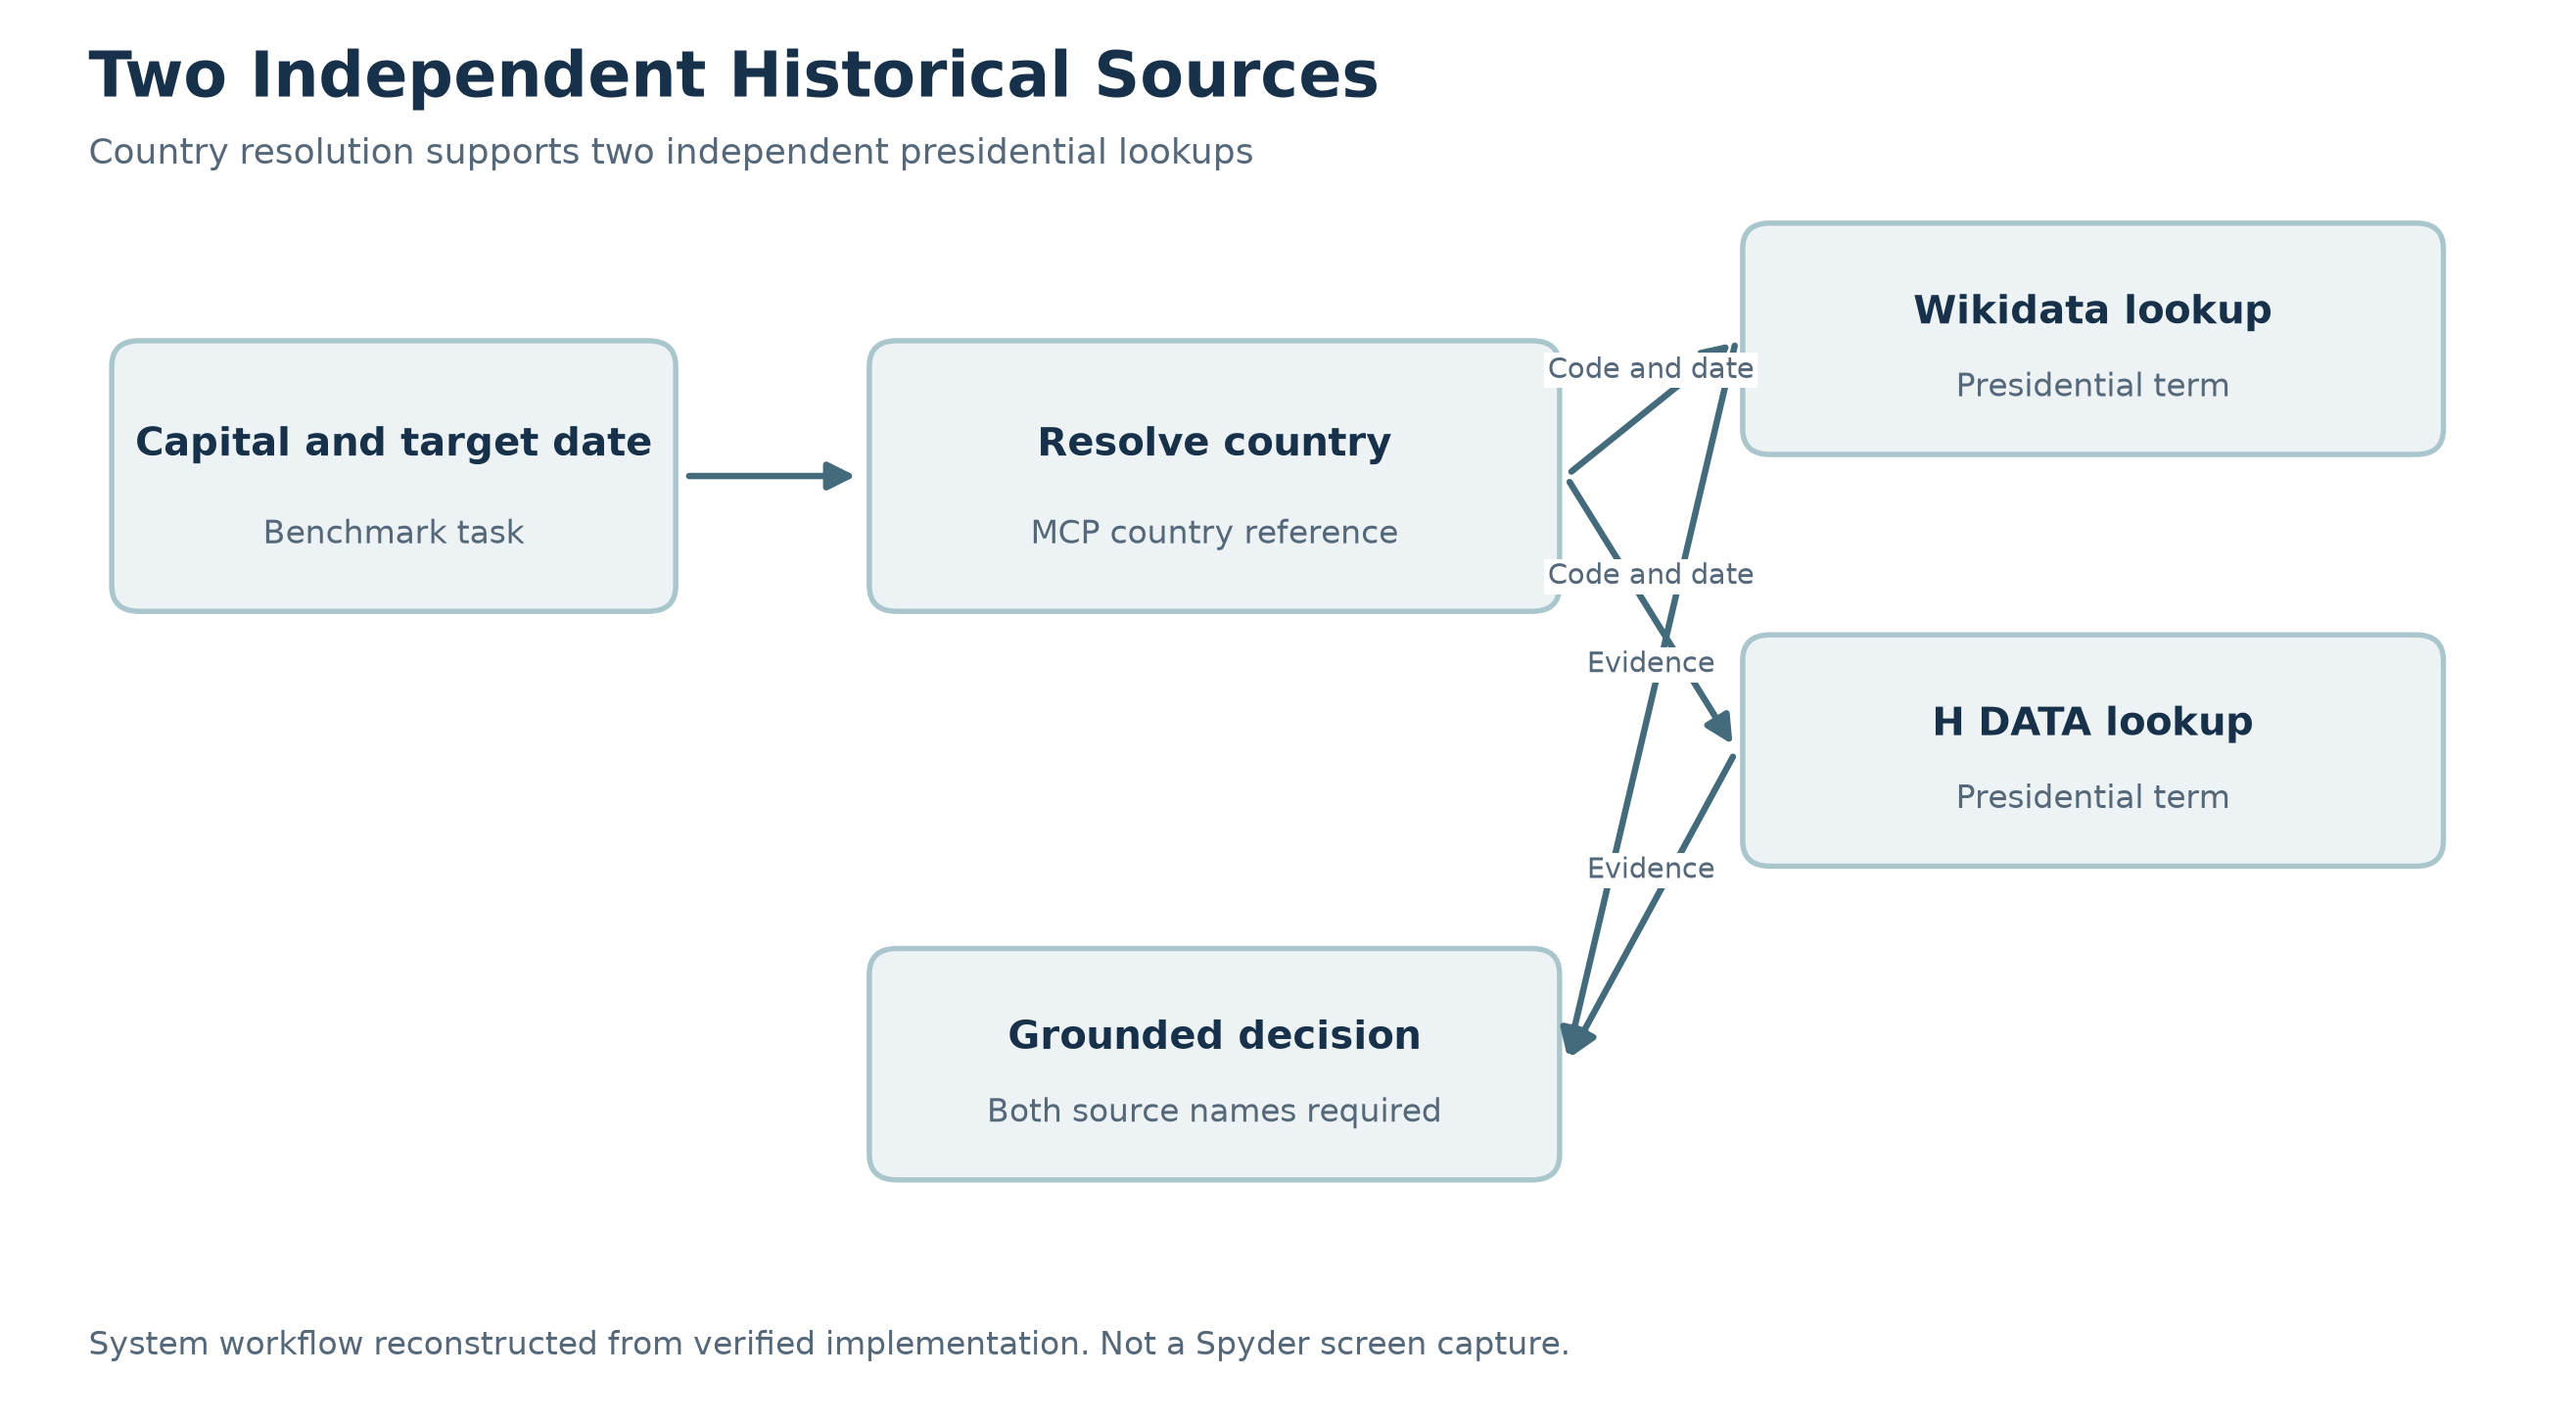 Two Independent Historical Sources
Country resolution supports two independent presidential lookups
Capital and target date
Benchmark task
Resolve country
MCP country reference
Code and date
Wikidata lookup
Presidential term
Code and date
Evidence
H DATA lookup
Presidential term
Evidence
Grounded decision
Both source names required
System workflow reconstructed from verified implementation. Not a Spyder screen capture.